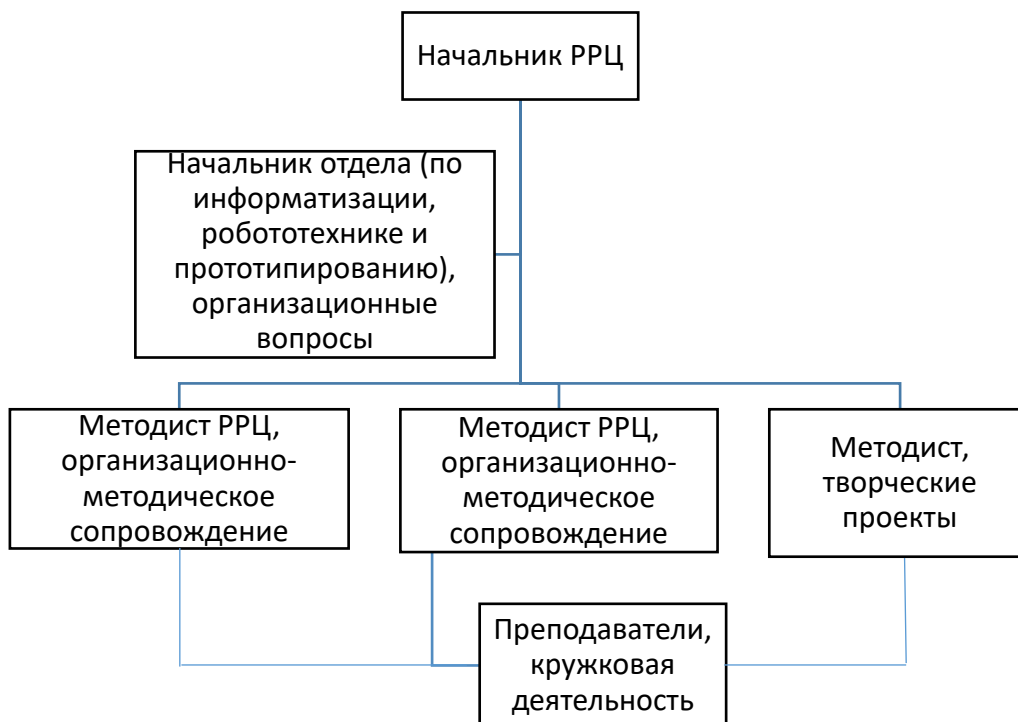 Начальник РРЦ
Начальник отдела (по
информатизации,
робототехнике и
прототипированию),
организационные
вопросы
Методист РРЦ,
организационно-
методическое
сопровождение
Методист РРЦ,
организационно-
методическое
сопровождение
Методист,
творческие
проекты
Преподаватели,
кружковая
деятельность